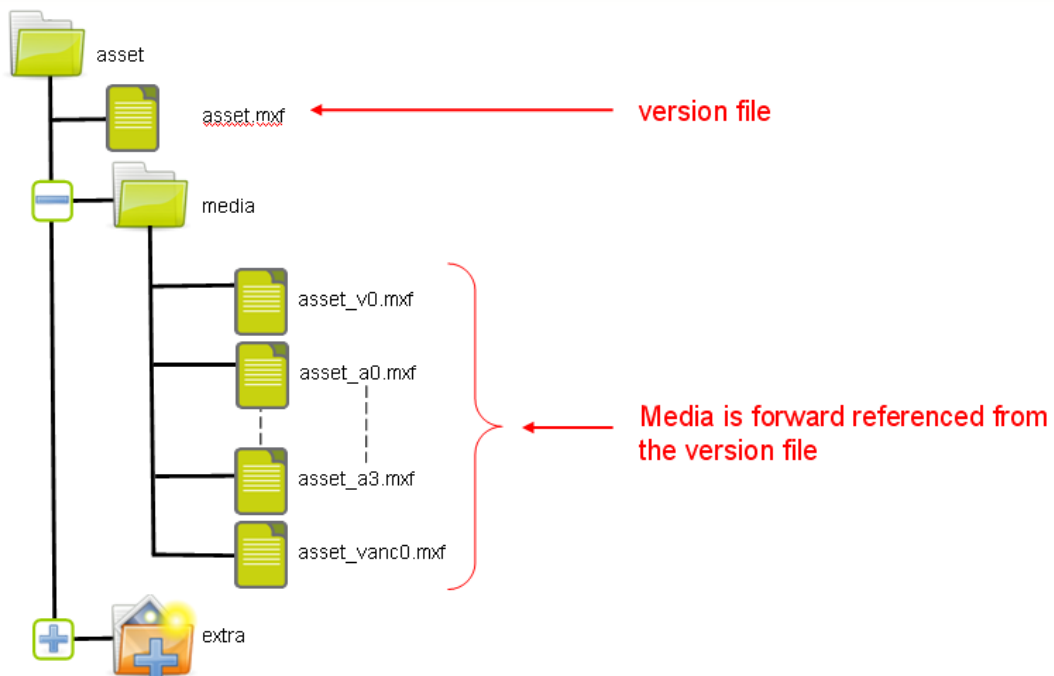 asset
asset.mxf
version file
media
asset_v0.mxf
asset_a0.mxf
Media is forward referenced from
the version file
asset_a3.mxf
asset_vanc0.mxf
extra